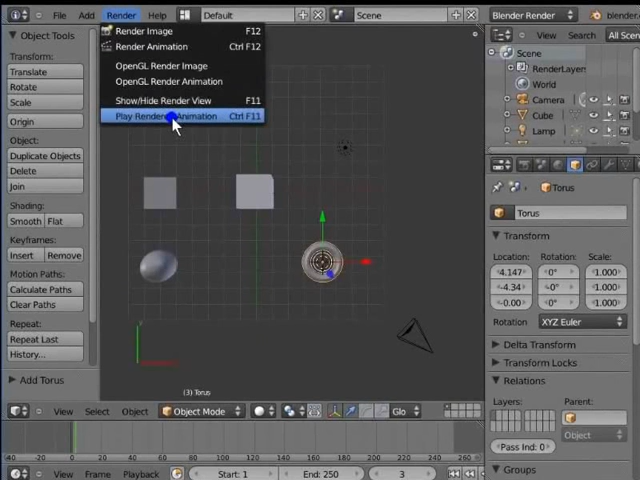 File Add Render Help Default Scene Blender Render blender.
Render Image F12
Render Animation Ctrl F12
OpenGL Render Image
OpenGL Render Animation
Show/Hide Render View F11
Play Rendered Animation Ctrl F11
Object Tools
Transform:
Translate
Rotate
Scale
Origin
Object:
Duplicate Objects
Delete
Join
Shading:
Smooth Flat
Keyframes:
Insert Remove
Motion Paths:
Calculate Paths
Clear Paths
Repeat:
Repeat Last
History...
Add Torus
(3) Torus
View Select Object Object Mode Glo
View Search All Scen
Scene
RenderLayers
World
Camera
Cube
Lamp
Torus
Torus
Transform
Location: Rotation: Scale:
4.147 0° 1.000
-4.34 0° 1.000
-0.00 0° 1.000
Rotation XYZ Euler
Delta Transform
Transform Locks
Relations
Layers: Parent:
Object
Pass Ind: 0
Groups
-40 -20 0 20 40 60 80 100 120 140 160 180 200 220 240 260
View Frame Playback Start: 1 End: 250 3